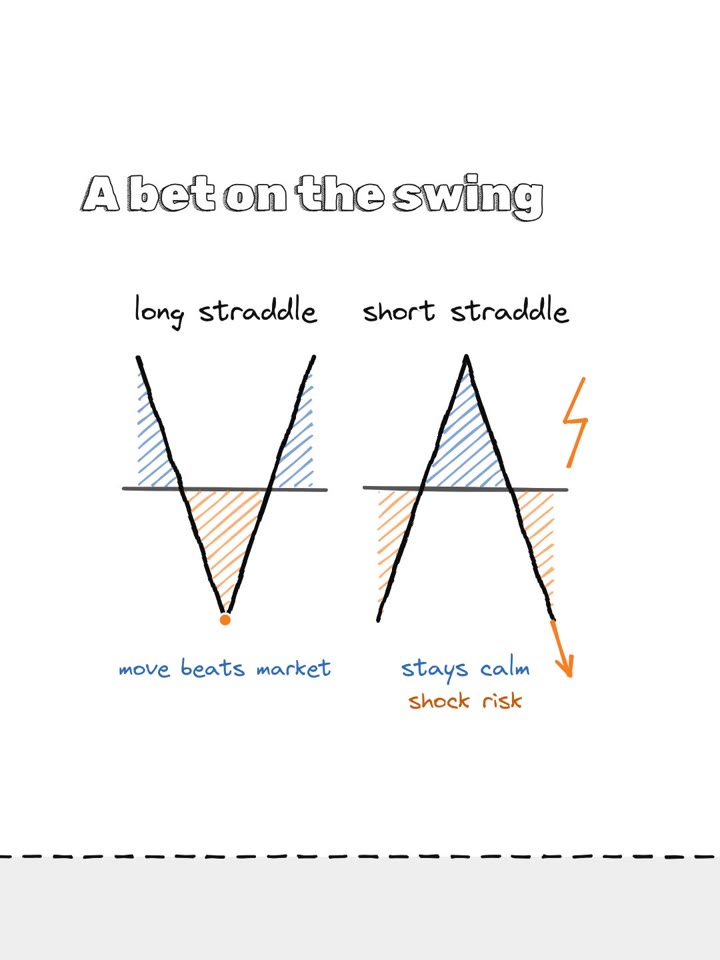 A bet on the swing
long straddle
short straddle
move beats market
stays calm
shock risk